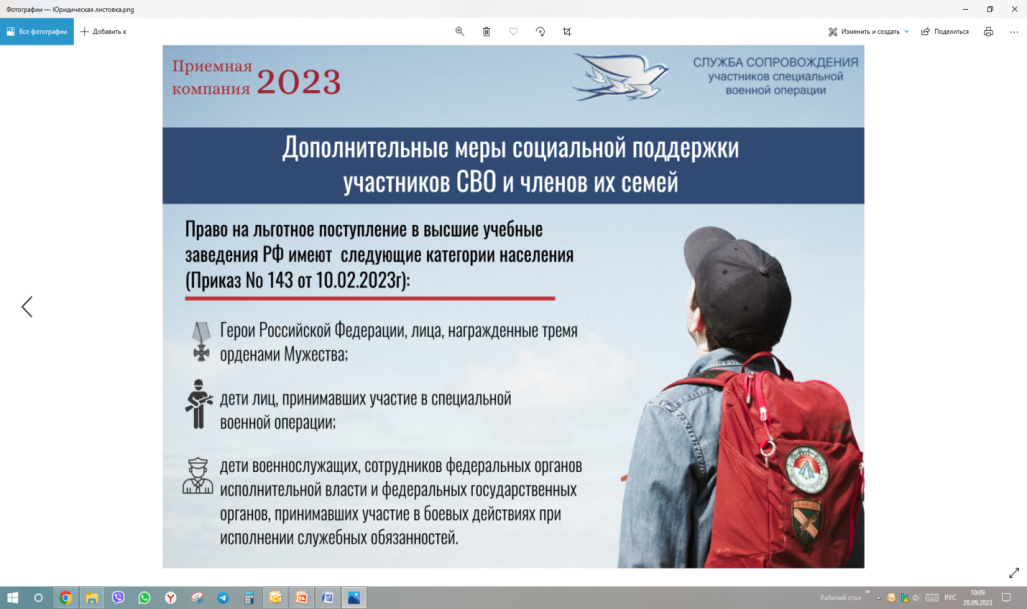 Фотографии — Юридическая листовка.png
Все фотографии
Добавить к
Изменить и создать
Поделиться
Приемная
компания 2023
СЛУЖБА СОПРОВОЖДЕНИЯ
участников специальной
военной операции
Дополнительные меры социальной поддержки
участников СВО и членов их семей
Право на льготное поступление в высшие учебные
заведения РФ имеют следующие категории населения
(Приказ № 143 от 10.02.2023г):
Герои Российской Федерации, лица, награжденные тремя
орденами Мужества;
дети лиц, принимавших участие в специальной
военной операции;
дети военнослужащих, сотрудников федеральных органов
исполнительной власти и федеральных государственных
органов, принимавших участие в боевых действиях при
исполнении служебных обязанностей.
Рабочий стол
РУС
10:09
28.09.2023